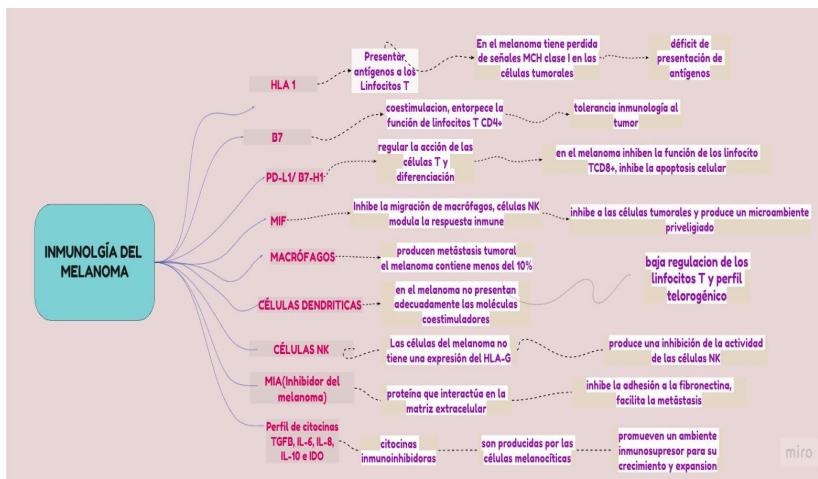 INMUNOLGÍA DEL
MELANOMA
HLA 1
Presentar
antígenos a los
Linfocitos T
En el melanoma tiene perdida
de señales MCH clase I en las
células tumorales
déficit de
presentación de
antígenos
B7
coestimulacion, entorpece la
función de linfocitos T CD4+
tolerancia inmunología al
tumor
PD-L1/ B7-H1
regular la acción de las
células T y
diferenciación
en el melanoma inhiben la función de los linfocito
TCD8+, inhibe la apoptosis celular
MIF
Inhibe la migración de macrófagos, células NK
modula la respuesta inmune
inhibe a las células tumorales y produce un microambiente
priveligiado
MACRÓFAGOS
producen metástasis tumoral
el melanoma contiene menos del 10%
CÉLULAS DENDRITICAS
en el melanoma no presentan
adecuadamente las moléculas
coestimuladores
baja regulacion de los
linfocitos T y perfil
telorogénico
CÉLULAS NK
Las células del melanoma no
tiene una expresión del HLA-G
produce una inhibición de la actividad
de las células NK
MIA(Inhibidor del
melanoma)
proteína que interactúa en la
matriz extracelular
inhibe la adhesión a la fibronectina,
facilita la metástasis
Perfil de citocinas
TGFB, IL-6, IL-8,
IL-10 e IDO
citocinas
inmunoinhibidoras
son producidas por las
células melanocíticas
promueven un ambiente
inmunosupresor para su
crecimiento y expansion
miro